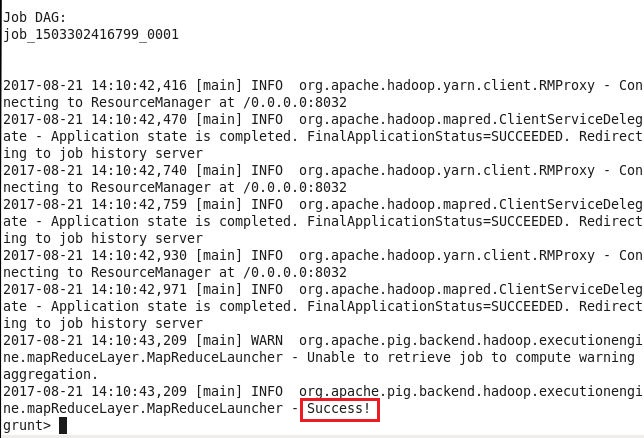 Job DAG:
job_1503302416799_0001
2017-08-21 14:10:42,416 [main] INFO  org.apache.hadoop.yarn.client.RMProxy - Con
necting to ResourceManager at /0.0.0.0:8032
2017-08-21 14:10:42,470 [main] INFO  org.apache.hadoop.mapred.ClientServiceDeleg
ate - Application state is completed. FinalApplicationStatus=SUCCEEDED. Redirect
ing to job history server
2017-08-21 14:10:42,740 [main] INFO  org.apache.hadoop.yarn.client.RMProxy - Con
necting to ResourceManager at /0.0.0.0:8032
2017-08-21 14:10:42,759 [main] INFO  org.apache.hadoop.mapred.ClientServiceDeleg
ate - Application state is completed. FinalApplicationStatus=SUCCEEDED. Redirect
ing to job history server
2017-08-21 14:10:42,930 [main] INFO  org.apache.hadoop.yarn.client.RMProxy - Con
necting to ResourceManager at /0.0.0.0:8032
2017-08-21 14:10:42,971 [main] INFO  org.apache.hadoop.mapred.ClientServiceDeleg
ate - Application state is completed. FinalApplicationStatus=SUCCEEDED. Redirect
ing to job history server
2017-08-21 14:10:43,209 [main] WARN  org.apache.pig.backend.hadoop.executionengi
ne.mapReduceLayer.MapReduceLauncher - Unable to retrieve job to compute warning
aggregation.
2017-08-21 14:10:43,209 [main] INFO  org.apache.pig.backend.hadoop.executionengi
ne.mapReduceLayer.MapReduceLauncher - Success!
grunt>